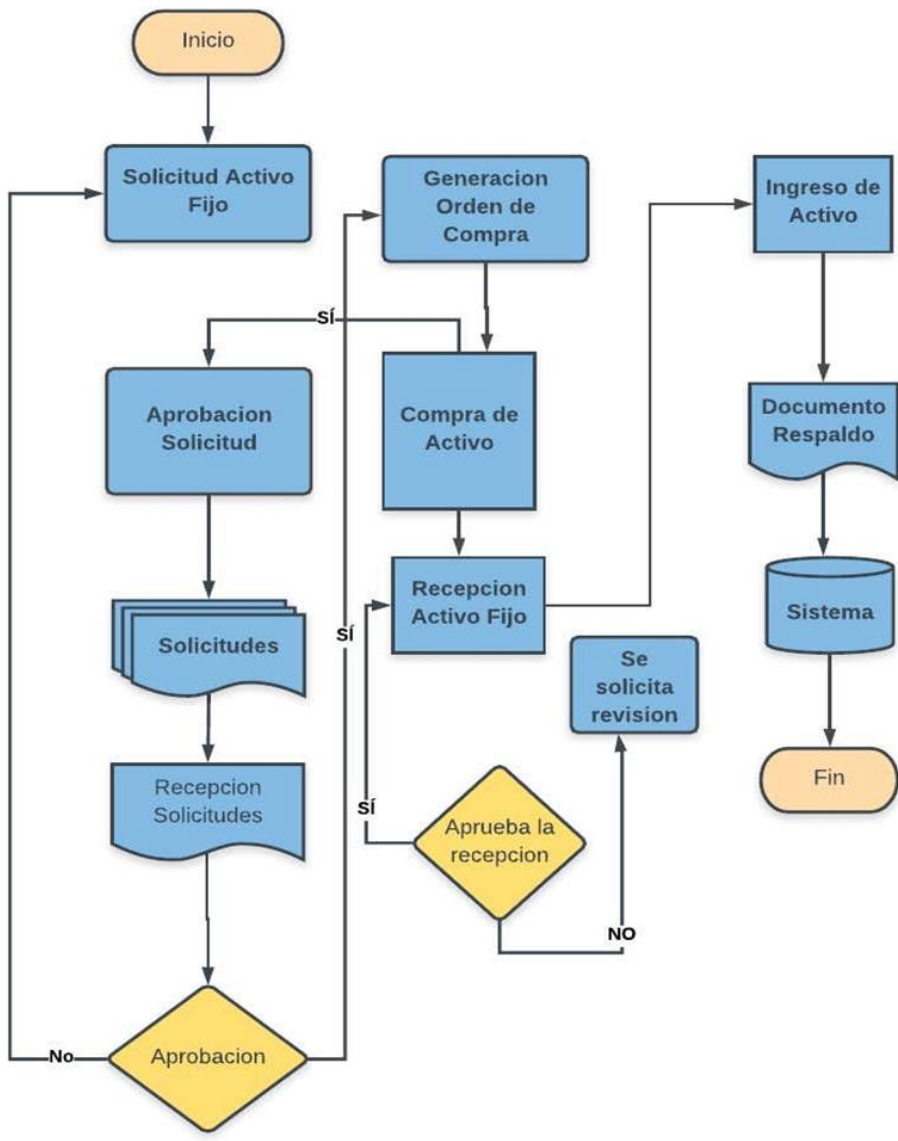 Inicio
Solicitud Activo
Fijo
Aprobacion
Solicitud
Solicitudes
Recepcion
Solicitudes
Aprobacion
No
SÍ
Generacion
Orden de
Compra
SÍ
Compra de
Activo
Recepcion
Activo Fijo
SÍ
Aprueba la
recepcion
NO
Se
solicita
revision
Ingreso de
Activo
Documento
Respaldo
Sistema
Fin